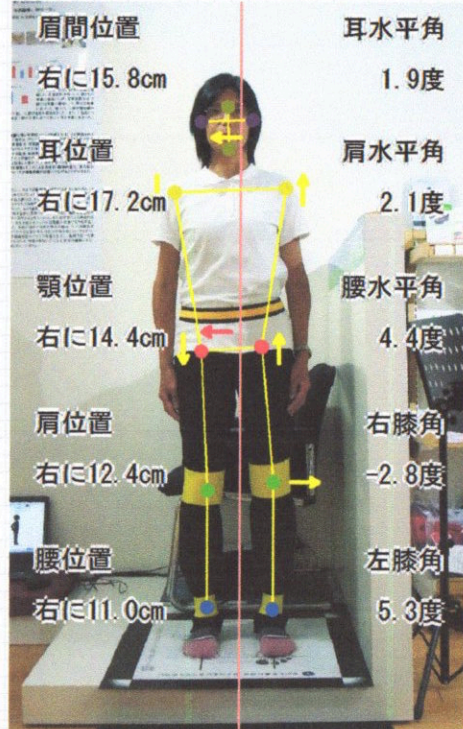 眉間位置
右に15.8cm
耳位置
右に17.2cm
顎位置
右に14.4cm
肩位置
右に12.4cm
腰位置
右に11.0cm
耳水平角
1.9度
肩水平角
2.1度
腰水平角
4.4度
右膝角
-2.8度
左膝角
5.3度